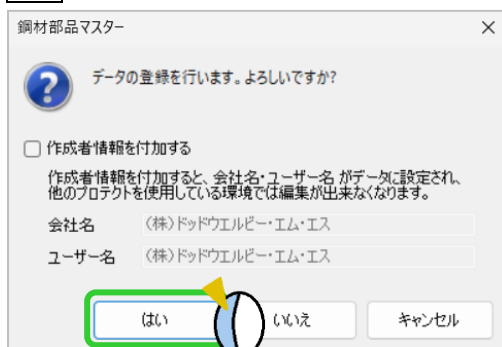 鋼材部品マスター
データの登録を行います。よろしいですか?
作成者情報を付加する
作成者情報を付加すると、会社名・ユーザー名 がデータに設定され、
他のプロテクトを使用している環境では編集が出来なくなります。
会社名 (株)ドッドウエルビー・エム・エス
ユーザー名 (株)ドッドウエルビー・エム・エス
はい いいえ キャンセル